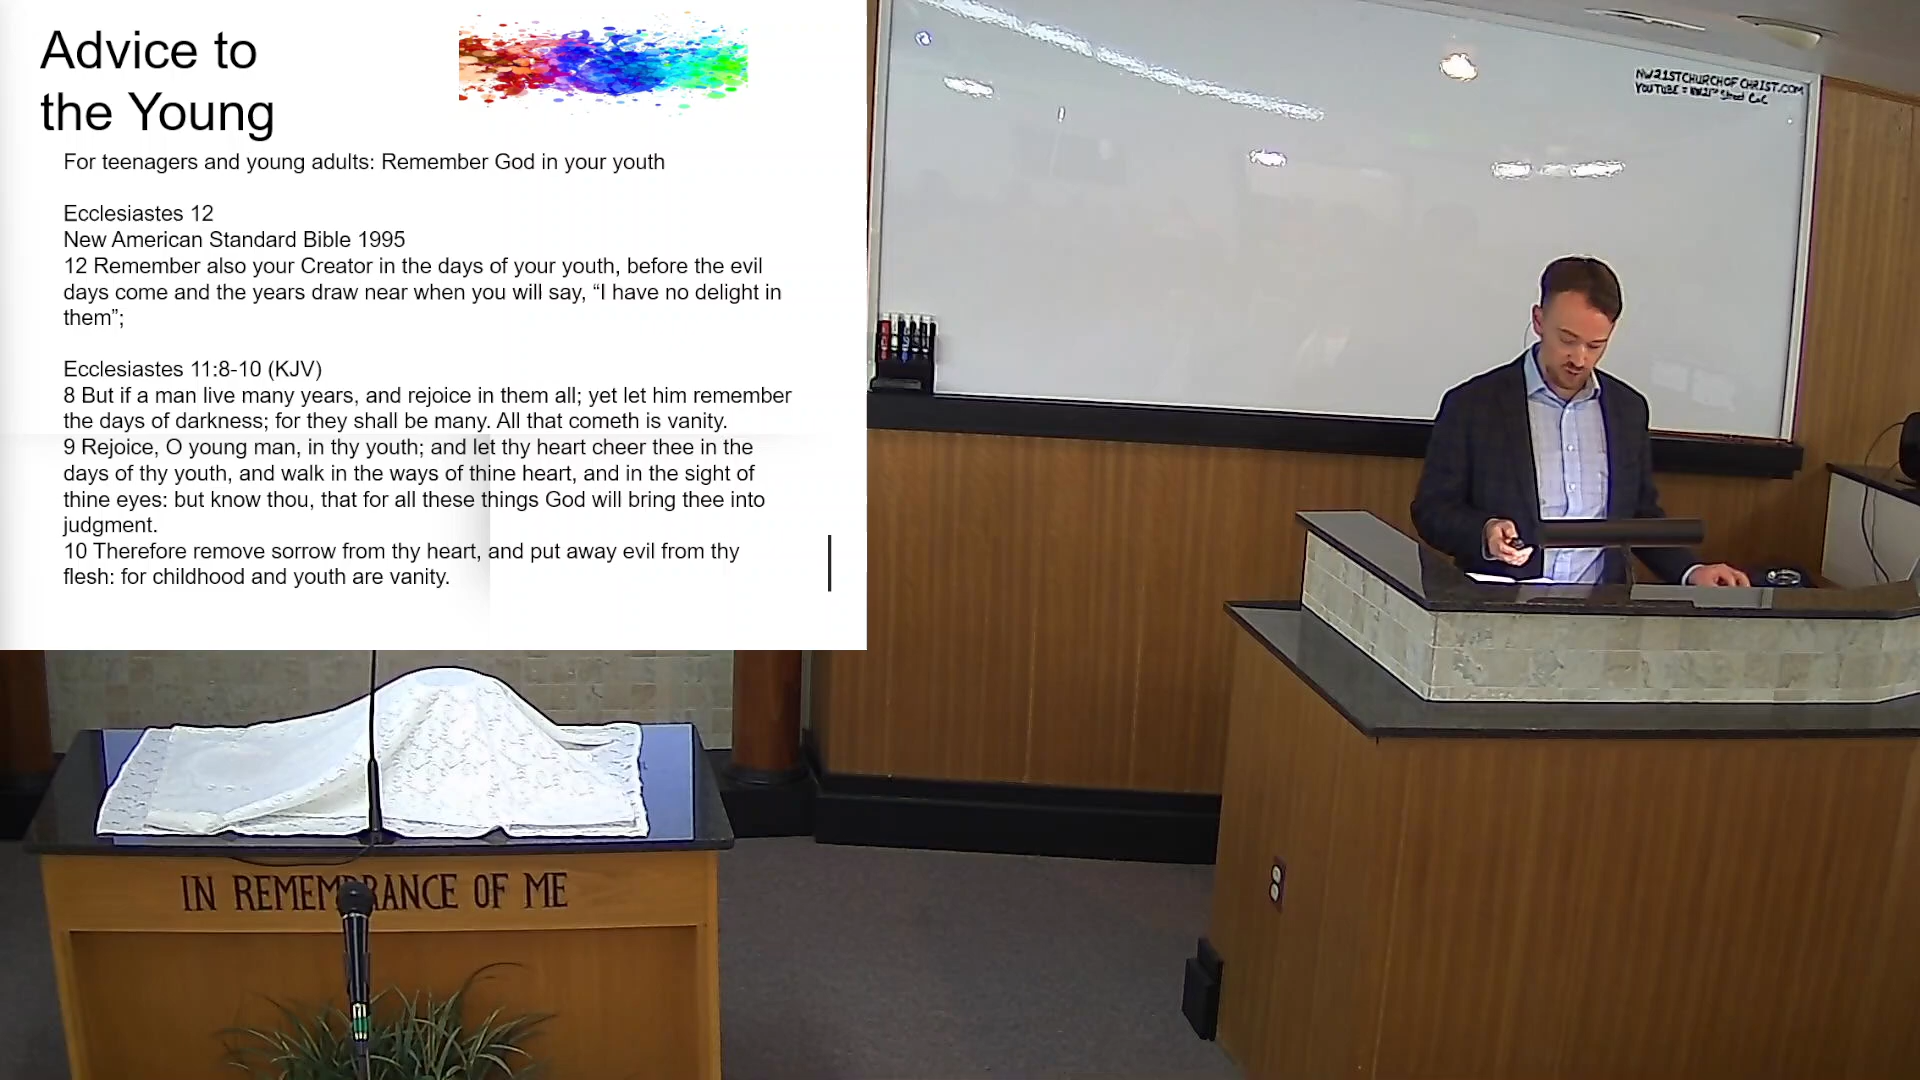 Advice to
the Young
For teenagers and young adults: Remember God in your youth
Ecclesiastes 12
New American Standard Bible 1995
12 Remember also your Creator in the days of your youth, before the evil
days come and the years draw near when you will say, “I have no delight in
them”;
Ecclesiastes 11:8-10 (KJV)
8 But if a man live many years, and rejoice in them all; yet let him remember
the days of darkness; for they shall be many. All that cometh is vanity.
9 Rejoice, O young man, in thy youth; and let thy heart cheer thee in the
days of thy youth, and walk in the ways of thine heart, and in the sight of
thine eyes: but know thou, that for all these things God will bring thee into
judgment.
10 Therefore remove sorrow from thy heart, and put away evil from thy
flesh: for childhood and youth are vanity.
NW21STCHURCHOFCHRIST.COM
YOUTUBE = NW21st Street CoC
IN REMEMBRANCE OF ME